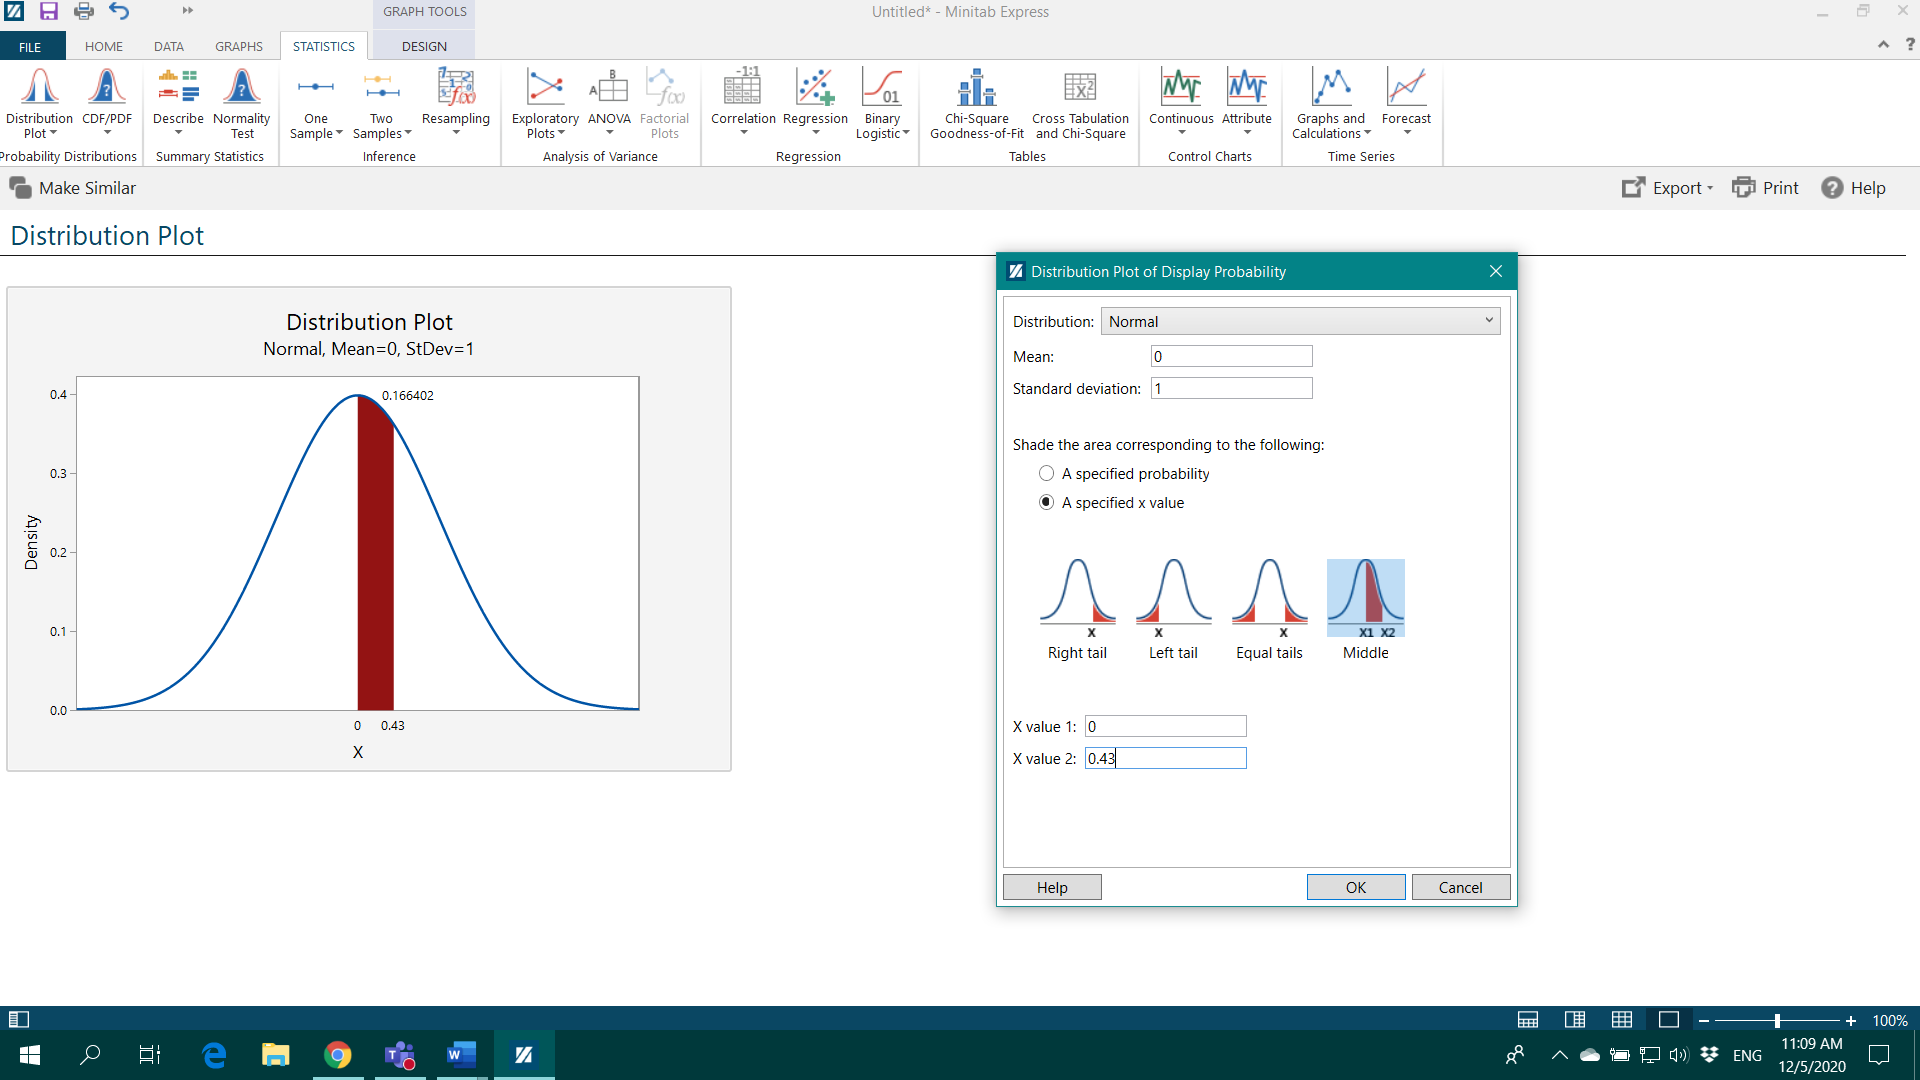 GRAPH TOOLS
Untitled* - Minitab Express
FILE HOME DATA GRAPHS STATISTICS DESIGN
?
Distribution Plot
CDF/PDF
Describe
Normality Test
One Sample
Two Samples
Resampling
Exploratory Plots
ANOVA
Factorial Plots
Correlation
Regression
Binary Logistic
Chi-Square Goodness-of-Fit
Cross Tabulation and Chi-Square
Continuous
Attribute
Graphs and Calculations
Forecast
Probability Distributions
Summary Statistics
Inference
Analysis of Variance
Regression
Tables
Control Charts
Time Series
Make Similar
Export
Print
Help
Distribution Plot
Distribution Plot
Normal, Mean=0, StDev=1
0.166402
0.4
0.3
0.2
0.1
0.0
Density
0 0.43
X
Distribution Plot of Display Probability
Distribution: Normal
Mean: 0
Standard deviation: 1
Shade the area corresponding to the following:
A specified probability
A specified x value
X X X X1 X2
Right tail Left tail Equal tails Middle
X value 1: 0
X value 2: 0.43
Help OK Cancel
100%
ENG
11:09 AM
12/5/2020